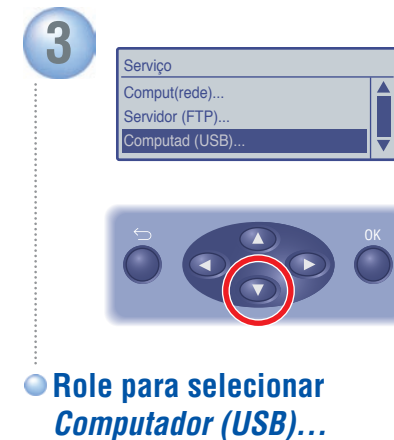 3
Serviço
Comput(rede)...
Servidor (FTP)...
Computad (USB)...
OK
Role para selecionar
Computador (USB)...